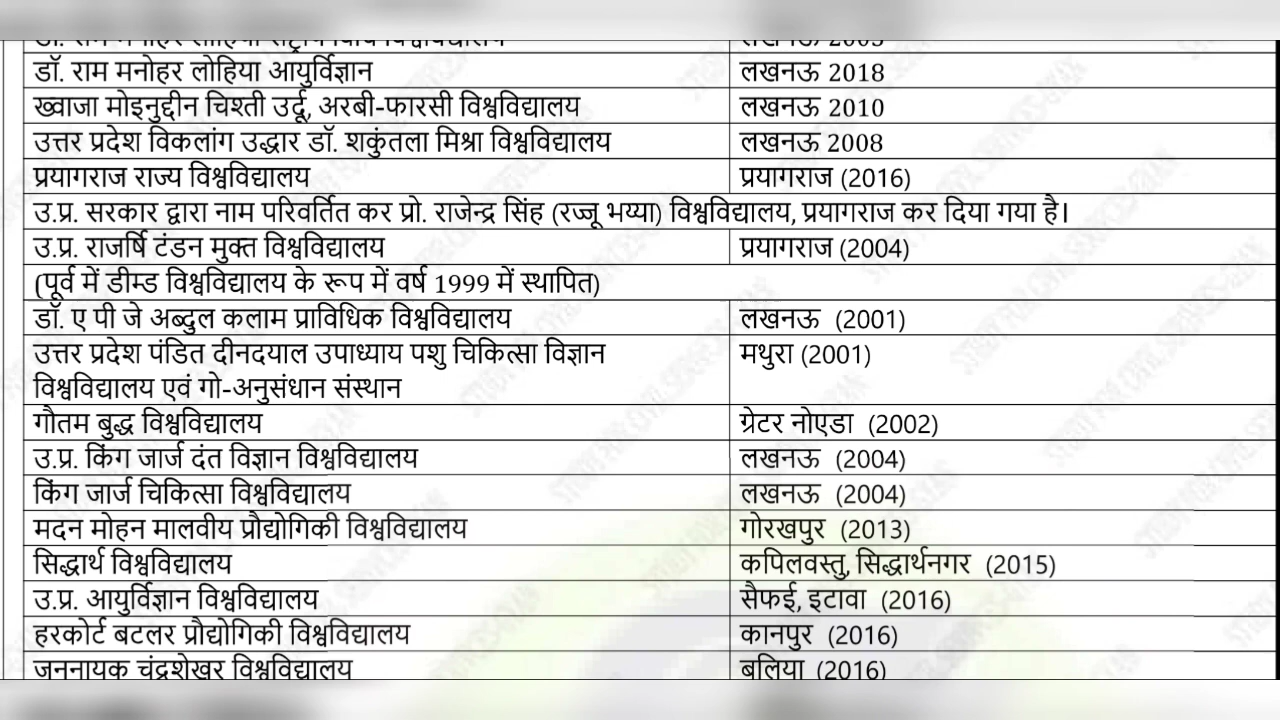 डॉ. राम मनोहर लोहिया राष्ट्रीय विधि विश्वविद्यालय लखनऊ 2005
डॉ. राम मनोहर लोहिया आयुर्विज्ञान लखनऊ 2018
ख्वाजा मोइनुद्दीन चिश्ती उर्दू, अरबी-फारसी विश्वविद्यालय लखनऊ 2010
उत्तर प्रदेश विकलांग उद्धार डॉ. शकुंतला मिश्रा विश्वविद्यालय लखनऊ 2008
प्रयागराज राज्य विश्वविद्यालय प्रयागराज (2016)
उ.प्र. सरकार द्वारा नाम परिवर्तित कर प्रो. राजेन्द्र सिंह (रज्जू भय्या) विश्वविद्यालय, प्रयागराज कर दिया गया है।
उ.प्र. राजर्षि टंडन मुक्त विश्वविद्यालय प्रयागराज (2004)
(पूर्व में डीम्ड विश्वविद्यालय के रूप में वर्ष 1999 में स्थापित)
डॉ. ए पी जे अब्दुल कलाम प्राविधिक विश्वविद्यालय लखनऊ (2001)
उत्तर प्रदेश पंडित दीनदयाल उपाध्याय पशु चिकित्सा विज्ञान मथुरा (2001)
विश्वविद्यालय एवं गो-अनुसंधान संस्थान
गौतम बुद्ध विश्वविद्यालय ग्रेटर नोएडा (2002)
उ.प्र. किंग जार्ज दंत विज्ञान विश्वविद्यालय लखनऊ (2004)
किंग जार्ज चिकित्सा विश्वविद्यालय लखनऊ (2004)
मदन मोहन मालवीय प्रौद्योगिकी विश्वविद्यालय गोरखपुर (2013)
सिद्धार्थ विश्वविद्यालय कपिलवस्तु, सिद्धार्थनगर (2015)
उ.प्र. आयुर्विज्ञान विश्वविद्यालय सैफई, इटावा (2016)
हरकोर्ट बटलर प्रौद्योगिकी विश्वविद्यालय कानपुर (2016)
जननायक चंद्रशेखर विश्वविद्यालय बलिया (2016)